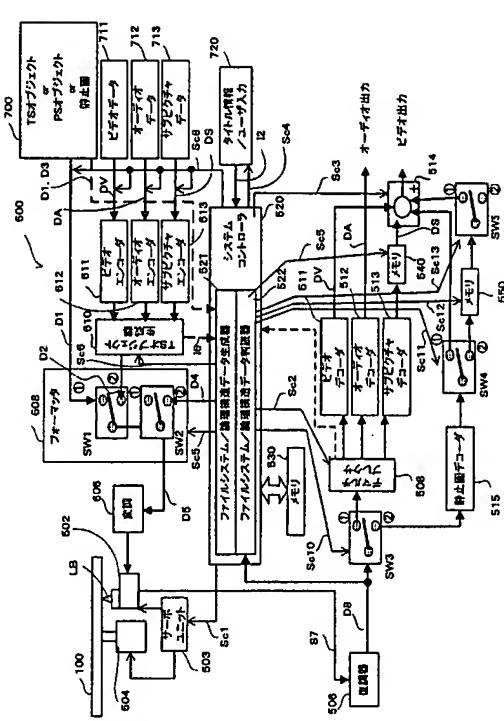 700
TSオブジェクト
or
PSオブジェクト
or
静止画
711
ビデオデータ
712
オーディオ
データ
713
サブピクチャ
データ
720
タイトル情報
/ユーザ入力
600
D1, D3
DV
DA
DS
Sc8
I2
Sc4
611
ビデオ
エンコーダ
612
オーディオ
エンコーダ
613
サブピクチャ
エンコーダ
610
TSオブジェクト
生成器
608
フォーマッタ
D1
D2
SW1
①
②
SW2
①
②
D4
D5
Sc5
Sc6
606
変調
602
LB
100
604
サーボ
ユニット
503
Sc1
520
システム
コントローラ
521
ファイルシステム/論理構造データ生成器
522
ファイルシステム/論理構造データ判読器
530
メモリ
Sc2
Sc10
S7
D8
506
復調器
SW3
①
②
508
デマルチ
プレクサ
511
ビデオ
デコーダ
512
オーディオ
デコーダ
513
サブピクチャ
デコーダ
515
静止画デコーダ
DV
DA
Sc5
Sc3
540
メモリ
DS
514
+
オーディオ出力
ビデオ出力
Sc11
Sc12
Sc13
SW4
①
②
550
メモリ
SW5
①
②